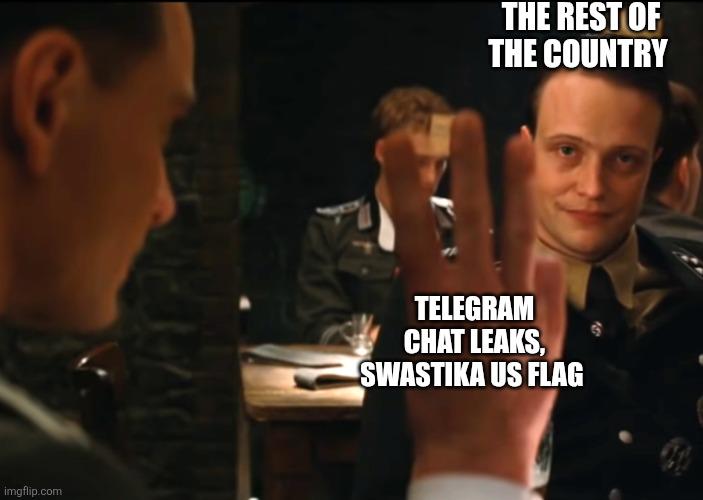 THE REST OF
THE COUNTRY
TELEGRAM
CHAT LEAKS,
SWASTIKA US FLAG
imgflip.com